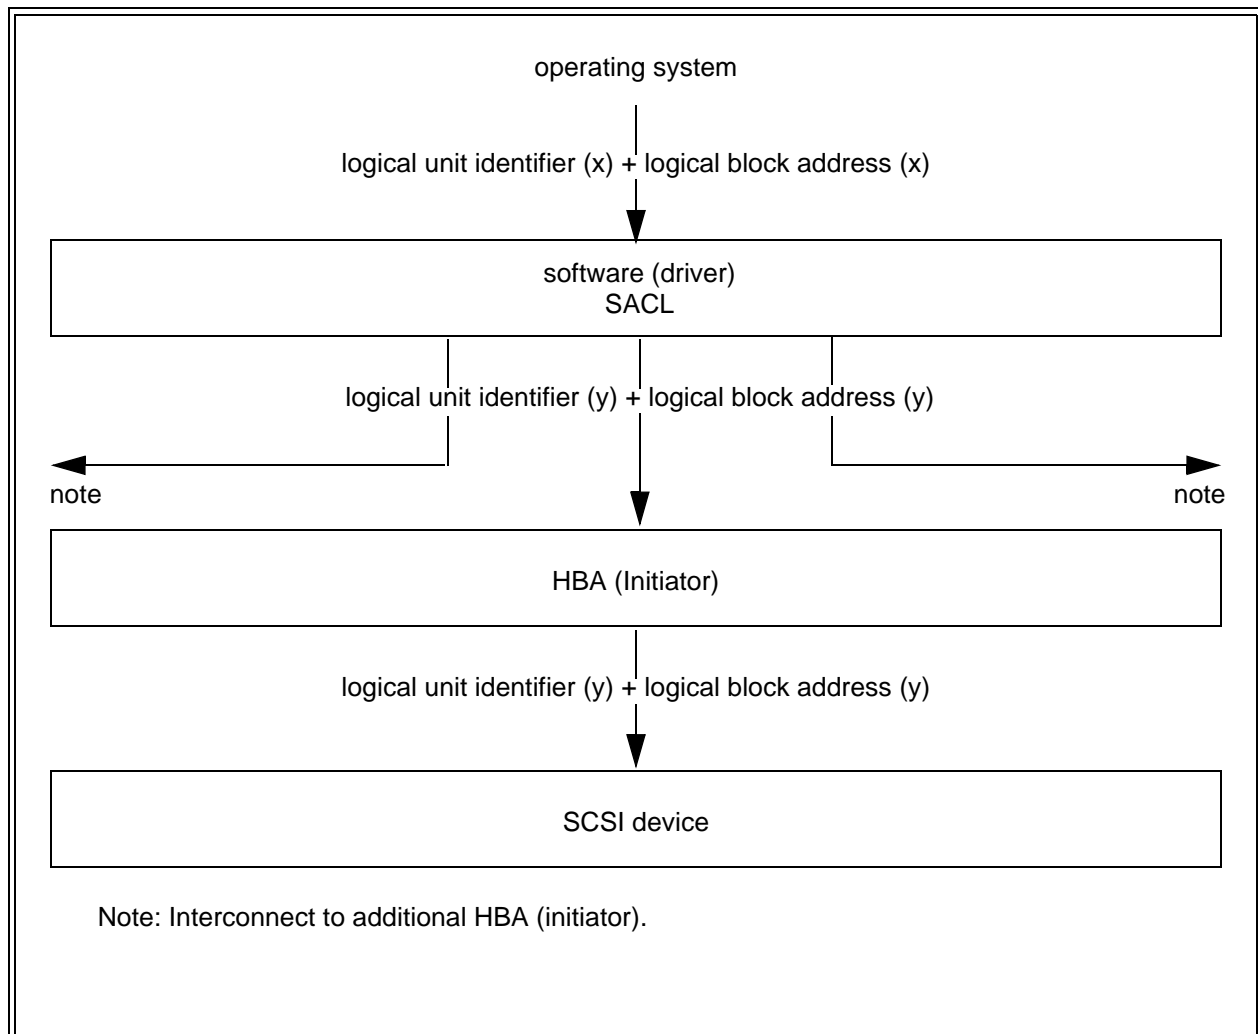 operating system
logical unit identifier (x) + logical block address (x)
software (driver)
SACL
logical unit identifier (y) + logical block address (y)
note
note
HBA (Initiator)
logical unit identifier (y) + logical block address (y)
SCSI device
Note: Interconnect to additional HBA (initiator).